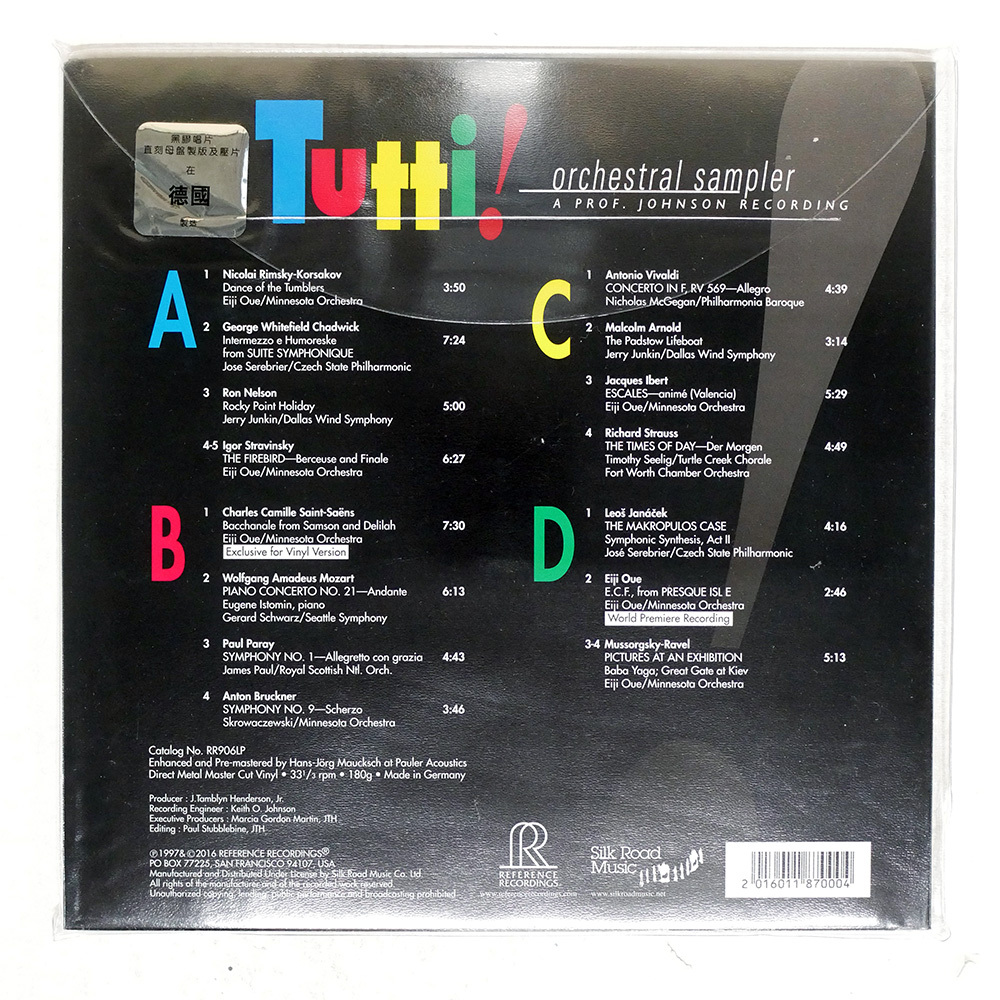 黑膠唱片
直刻母盤製版及壓片
在
德國
製造
Tutti!
orchestral sampler
A PROF. JOHNSON RECORDING
A
1 Nicolai Rimsky-Korsakov
Dance of the Tumblers 3:50
Eiji Oue/Minnesota Orchestra
2 George Whitefield Chadwick
Intermezzo e Humoreske 7:24
from SUITE SYMPHONIQUE
Jose Serebrier/Czech State Philharmonic
3 Ron Nelson
Rocky Point Holiday 5:00
Jerry Junkin/Dallas Wind Symphony
4-5 Igor Stravinsky
THE FIREBIRD—Berceuse and Finale 6:27
Eiji Oue/Minnesota Orchestra
B
1 Charles Camille Saint-Saëns
Bacchanale from Samson and Delilah 7:30
Eiji Oue/Minnesota Orchestra
Exclusive for Vinyl Version
2 Wolfgang Amadeus Mozart
PIANO CONCERTO NO. 21—Andante 6:13
Eugene Istomin, piano
Gerard Schwarz/Seattle Symphony
3 Paul Paray
SYMPHONY NO. 1—Allegretto con grazia 4:43
James Paul/Royal Scottish Ntl. Orch.
4 Anton Bruckner
SYMPHONY NO. 9—Scherzo 3:46
Skrowaczewski/Minnesota Orchestra
C
1 Antonio Vivaldi
CONCERTO IN F, RV 569—Allegro 4:39
Nicholas McGegan/Philharmonia Baroque
2 Malcolm Arnold
The Padstow Lifeboat 3:14
Jerry Junkin/Dallas Wind Symphony
3 Jacques Ibert
ESCALES—animé (Valencia) 5:29
Eiji Oue/Minnesota Orchestra
4 Richard Strauss
THE TIMES OF DAY—Der Morgen 4:49
Timothy Seelig/Turtle Creek Chorale
Fort Worth Chamber Orchestra
D
1 Leoš Janáček
THE MAKROPULOS CASE 4:16
Symphonic Synthesis, Act II
José Serebrier/Czech State Philharmonic
2 Eiji Oue
E.C.F., from PRESQUE ISL E 2:46
Eiji Oue/Minnesota Orchestra
World Premiere Recording
3-4 Mussorgsky-Ravel
PICTURES AT AN EXHIBITION 5:13
Baba Yaga; Great Gate at Kiev
Eiji Oue/Minnesota Orchestra
Catalog No. RR906LP
Enhanced and Pre-mastered by Hans-Jörg Maucksch at Pauler Acoustics
Direct Metal Master Cut Vinyl • 33 1/3 rpm • 180g • Made in Germany
Producer : J.Tamblyn Henderson, Jr.
Recording Engineer : Keith O. Johnson
Executive Producers : Marcia Gordon Martin, JTH
Editing : Paul Stubblebine, JTH
℗1997& ©2016 REFERENCE RECORDINGS®
PO BOX 77225, SAN FRANCISCO 94107, USA
Manufactured and Distributed Under License by Silk Road Music Co. Ltd.
All rights of the manufacturer and of the recorded work reserved.
Unauthorized copying, lending, public performance and broadcasting prohibited.
R
REFERENCE
RECORDINGS.
www.referencerecordings.com
Silk Road
Music
www.silkroadmusic.net
2 016011 870004